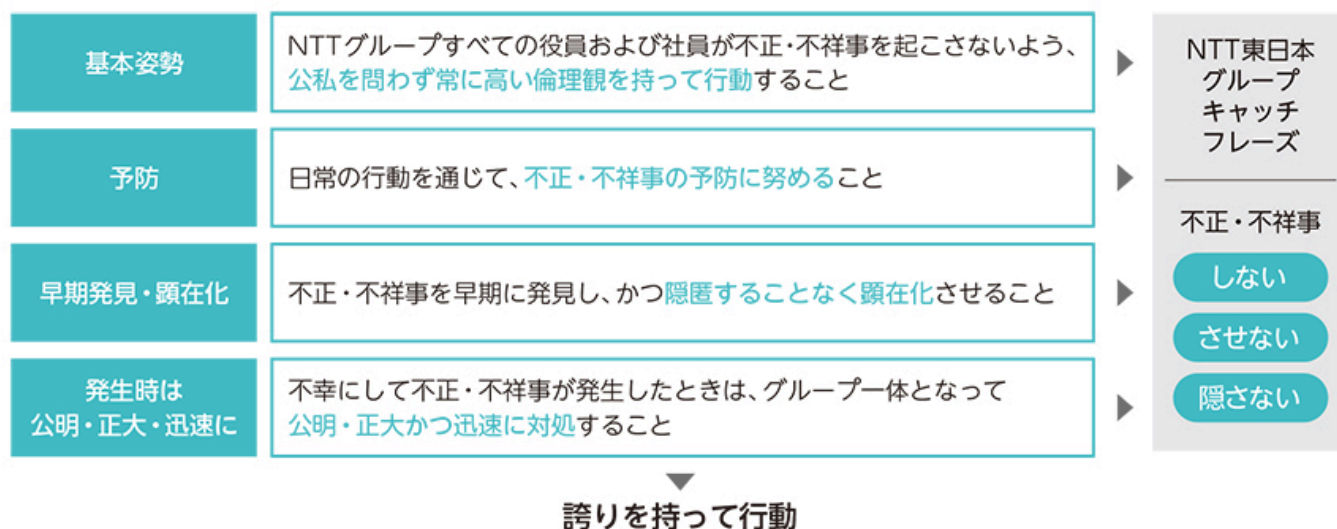 基本姿勢
NTTグループすべての役員および社員が不正・不祥事を起こさないよう、
公私を問わず常に高い倫理観を持って行動すること
予防
日常の行動を通じて、不正・不祥事の予防に努めること
早期発見・顕在化
不正・不祥事を早期に発見し、かつ隠匿することなく顕在化させること
発生時は
公明・正大・迅速に
不幸にして不正・不祥事が発生したときは、グループ一体となって
公明・正大かつ迅速に対処すること
NTT東日本
グループ
キャッチ
フレーズ
不正・不祥事
しない
させない
隠さない
誇りを持って行動